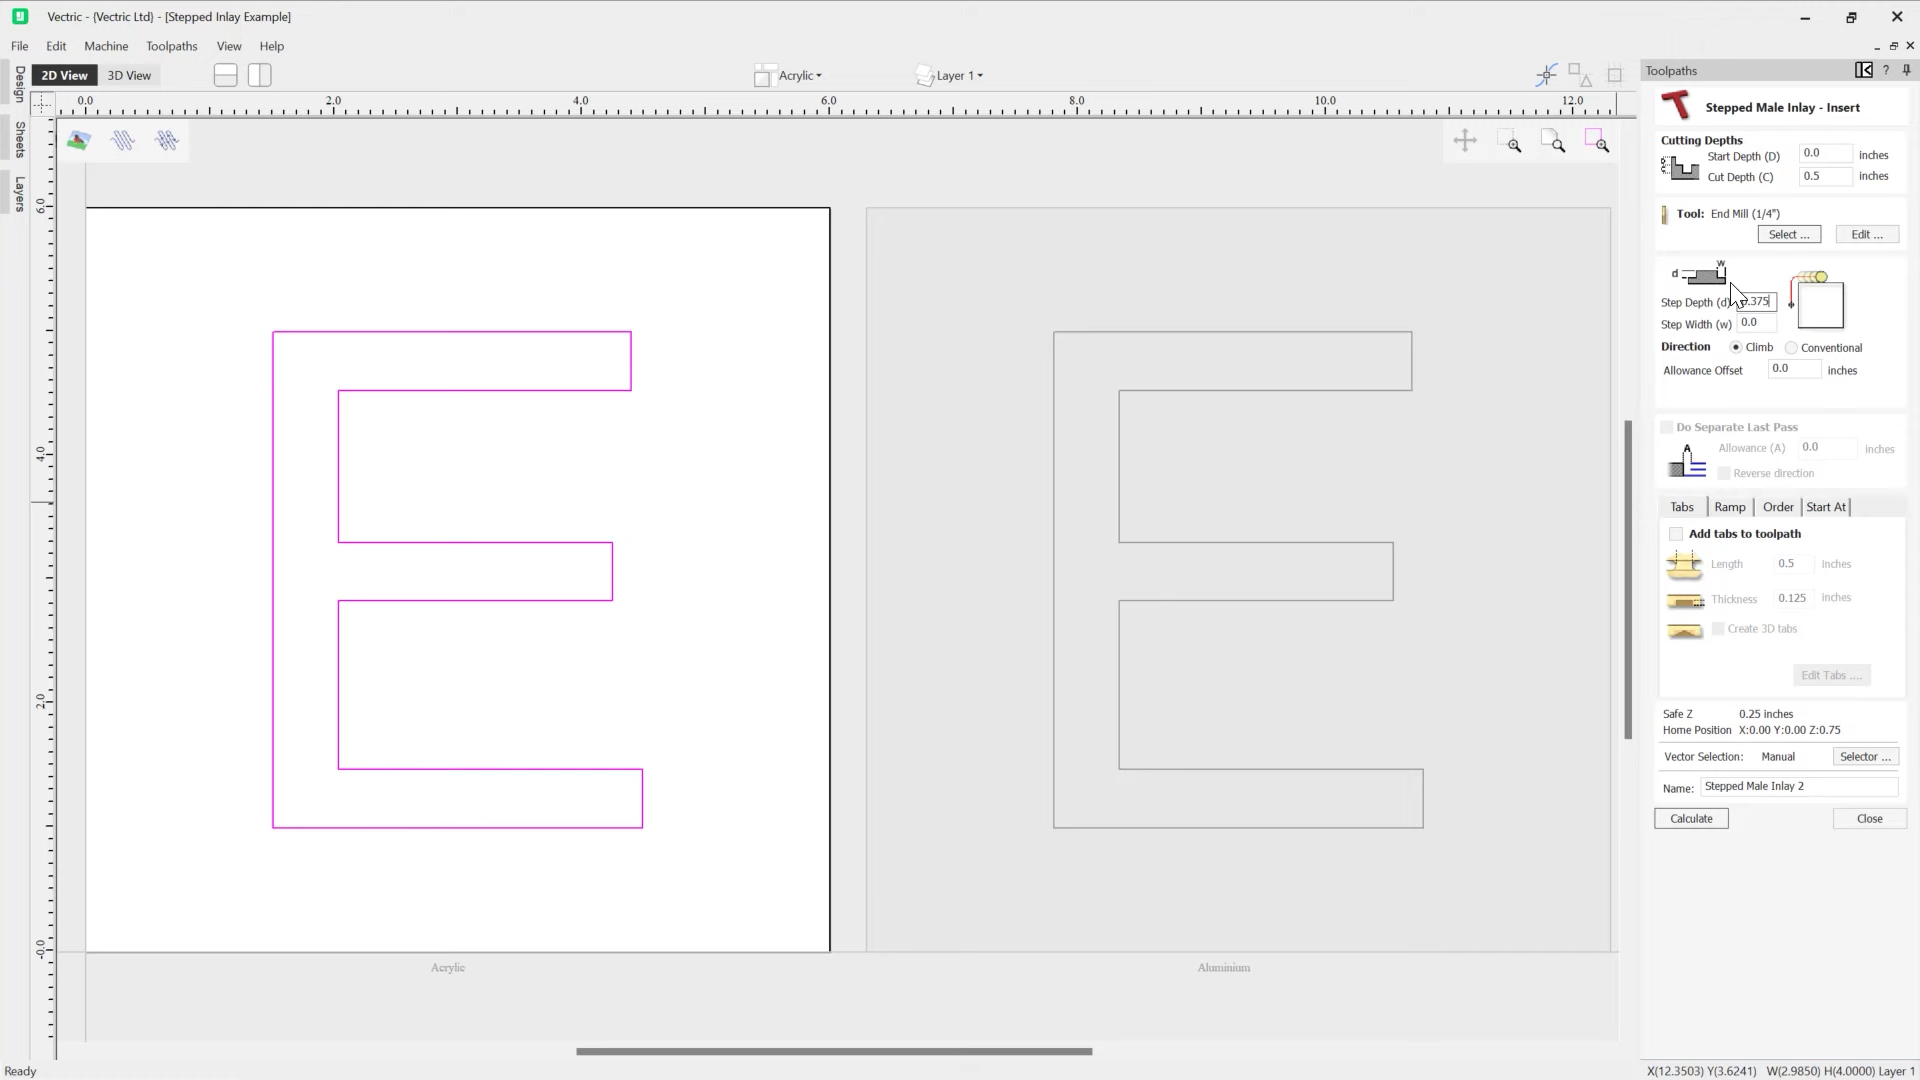 Vectric - {Vectric Ltd} - [Stepped Inlay Example]
File Edit Machine Toolpaths View Help
2D View 3D View Acrylic Layer 1
Design
Sheets
Layers
0.0 2.0 4.0 6.0 8.0 10.0 12.0
6.0
4.0
2.0
-0.0
Acrylic
Aluminium
Toolpaths
Stepped Male Inlay - Insert
Cutting Depths
Start Depth (D) 0.0 inches
Cut Depth (C) 0.5 inches
Tool: End Mill (1/4")
Select ... Edit ...
w
d
Step Depth (d) .375
Step Width (w) 0.0
Direction Climb Conventional
Allowance Offset 0.0 inches
Do Separate Last Pass
A
Allowance (A) 0.0 inches
Reverse direction
Tabs Ramp Order Start At
Add tabs to toolpath
Length 0.5 inches
Thickness 0.125 inches
Create 3D tabs
Edit Tabs ....
Safe Z 0.25 inches
Home Position X:0.00 Y:0.00 Z:0.75
Vector Selection: Manual Selector ...
Name: Stepped Male Inlay 2
Calculate Close
Ready
X(12.3503) Y(3.6241) W(2.9850) H(4.0000) Layer 1